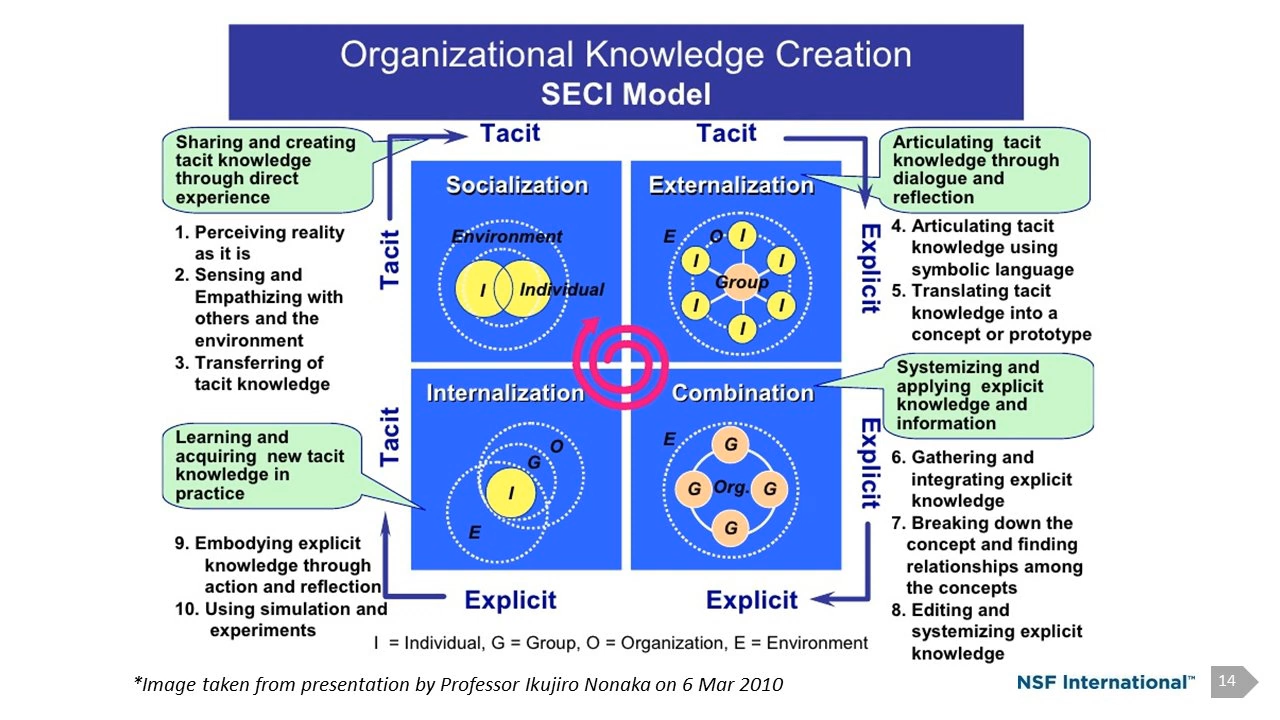 Organizational Knowledge Creation
SECI Model
Tacit
Tacit
Sharing and creating
tacit knowledge
through direct
experience
1. Perceiving reality
as it is
2. Sensing and
Empathizing with
others and the
environment
3. Transferring of
tacit knowledge
Tacit
Socialization
Environment
I
Individual
Externalization
E
O
I
I
I
Group
I
I
I
Explicit
Articulating tacit
knowledge through
dialogue and
reflection
4. Articulating tacit
knowledge using
symbolic language
5. Translating tacit
knowledge into a
concept or prototype
Learning and
acquiring new tacit
knowledge in
practice
9. Embodying explicit
knowledge through
action and reflection
10. Using simulation and
experiments
Tacit
Internalization
O
G
I
E
Combination
E
G
G
Org.
G
G
Explicit
Systemizing and
applying explicit
knowledge and
information
6. Gathering and
integrating explicit
knowledge
7. Breaking down the
concept and finding
relationships among
the concepts
8. Editing and
systemizing explicit
knowledge
Explicit
Explicit
I = Individual, G = Group, O = Organization, E = Environment
*Image taken from presentation by Professor Ikujiro Nonaka on 6 Mar 2010
NSF International™
14